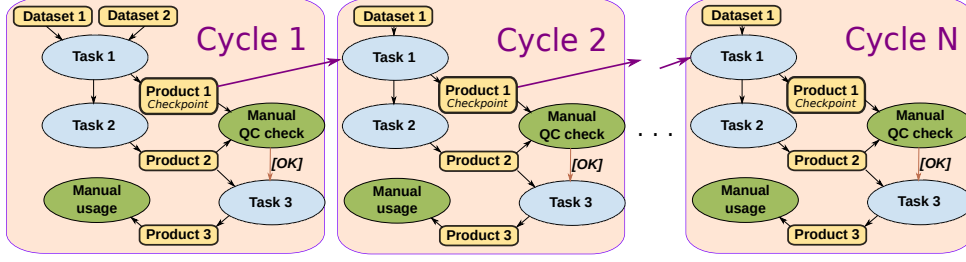 Dataset 1
Dataset 2
Cycle 1
Task 1
Product 1
Checkpoint
Task 2
Manual
QC check
Product 2
[OK]
Manual
usage
Task 3
Product 3
Dataset 1
Cycle 2
Task 1
Product 1
Checkpoint
Task 2
Manual
QC check
Product 2
[OK]
Manual
usage
Task 3
Product 3
. . .
Dataset 1
Cycle N
Task 1
Product 1
Checkpoint
Task 2
Manual
QC check
Product 2
[OK]
Manual
usage
Task 3
Product 3